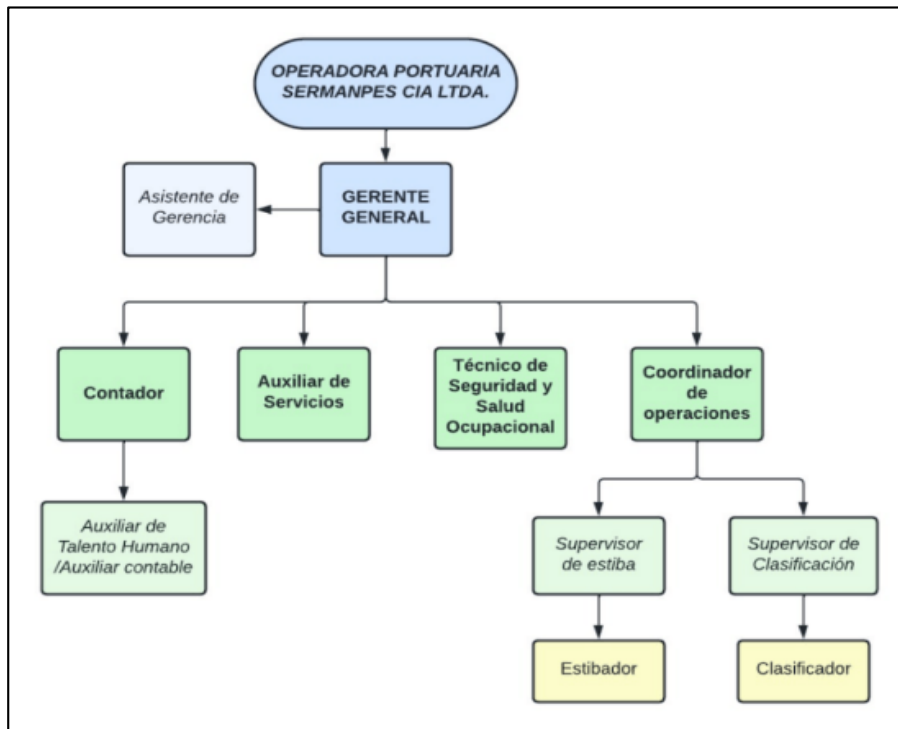 OPERADORA PORTUARIA
SERMANPES CIA LTDA.
Asistente de
Gerencia
GERENTE
GENERAL
Contador
Auxiliar de
Servicios
Técnico de
Seguridad y
Salud
Ocupacional
Coordinador
de
operaciones
Auxiliar de
Talento Humano
/Auxiliar contable
Supervisor
de estiba
Supervisor de
Clasificación
Estibador
Clasificador